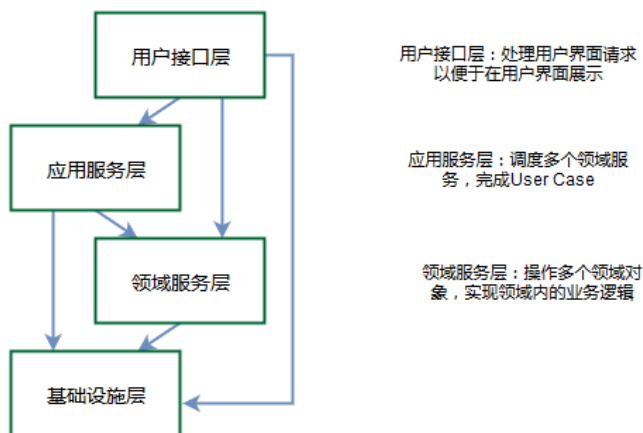 用户接口层
用户接口层：处理用户界面请求
以便于在用户界面展示
应用服务层
应用服务层：调度多个领域服
务，完成User Case
领域服务层
领域服务层：操作多个领域对
象，实现领域内的业务逻辑
基础设施层